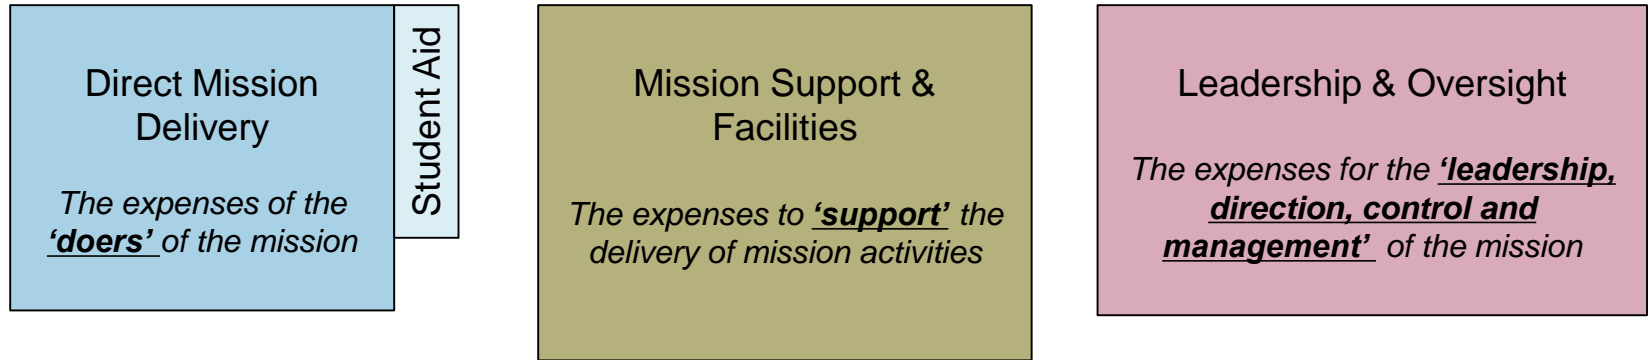 Direct Mission
Delivery
The expenses of the
‘doers’ of the mission
Student Aid
Mission Support &
Facilities
The expenses to ‘support’ the
delivery of mission activities
Leadership & Oversight
The expenses for the ‘leadership,
direction, control and
management’ of the mission